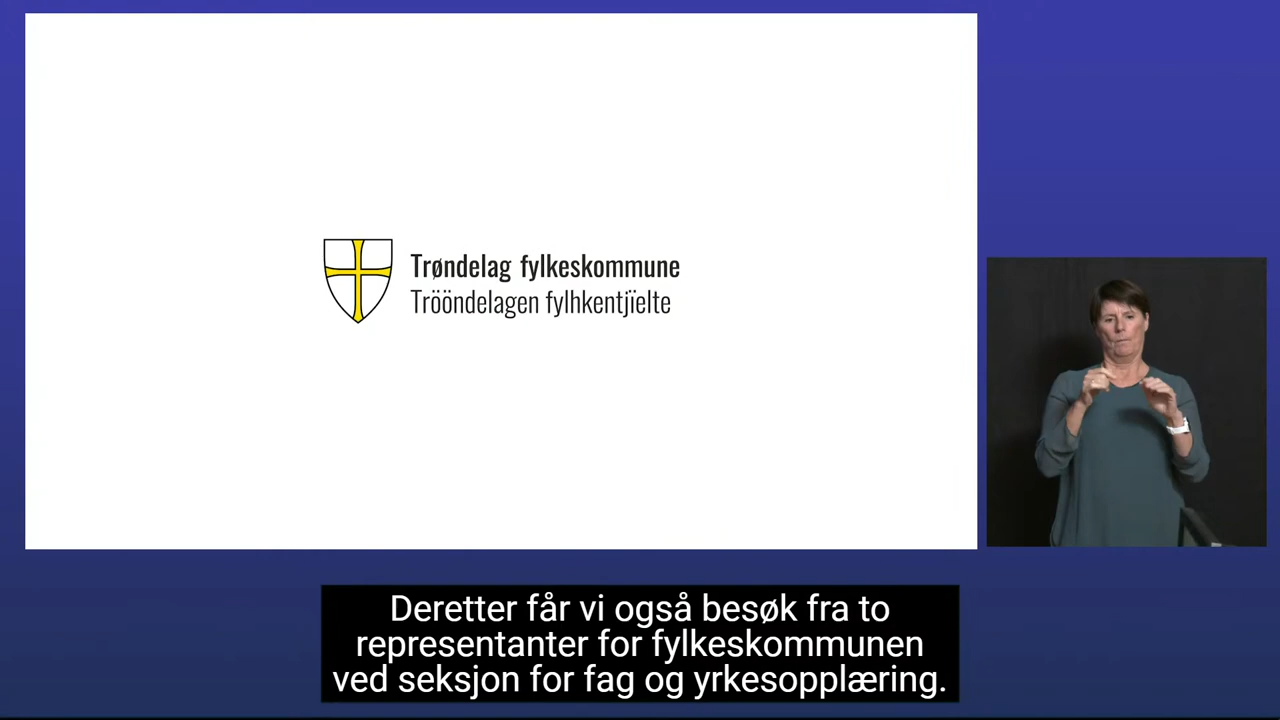 Trøndelag fylkeskommune
Trööndelagen fylhkentjïelte
Deretter får vi også besøk fra to
representanter for fylkeskommunen
ved seksjon for fag og yrkesopplæring.